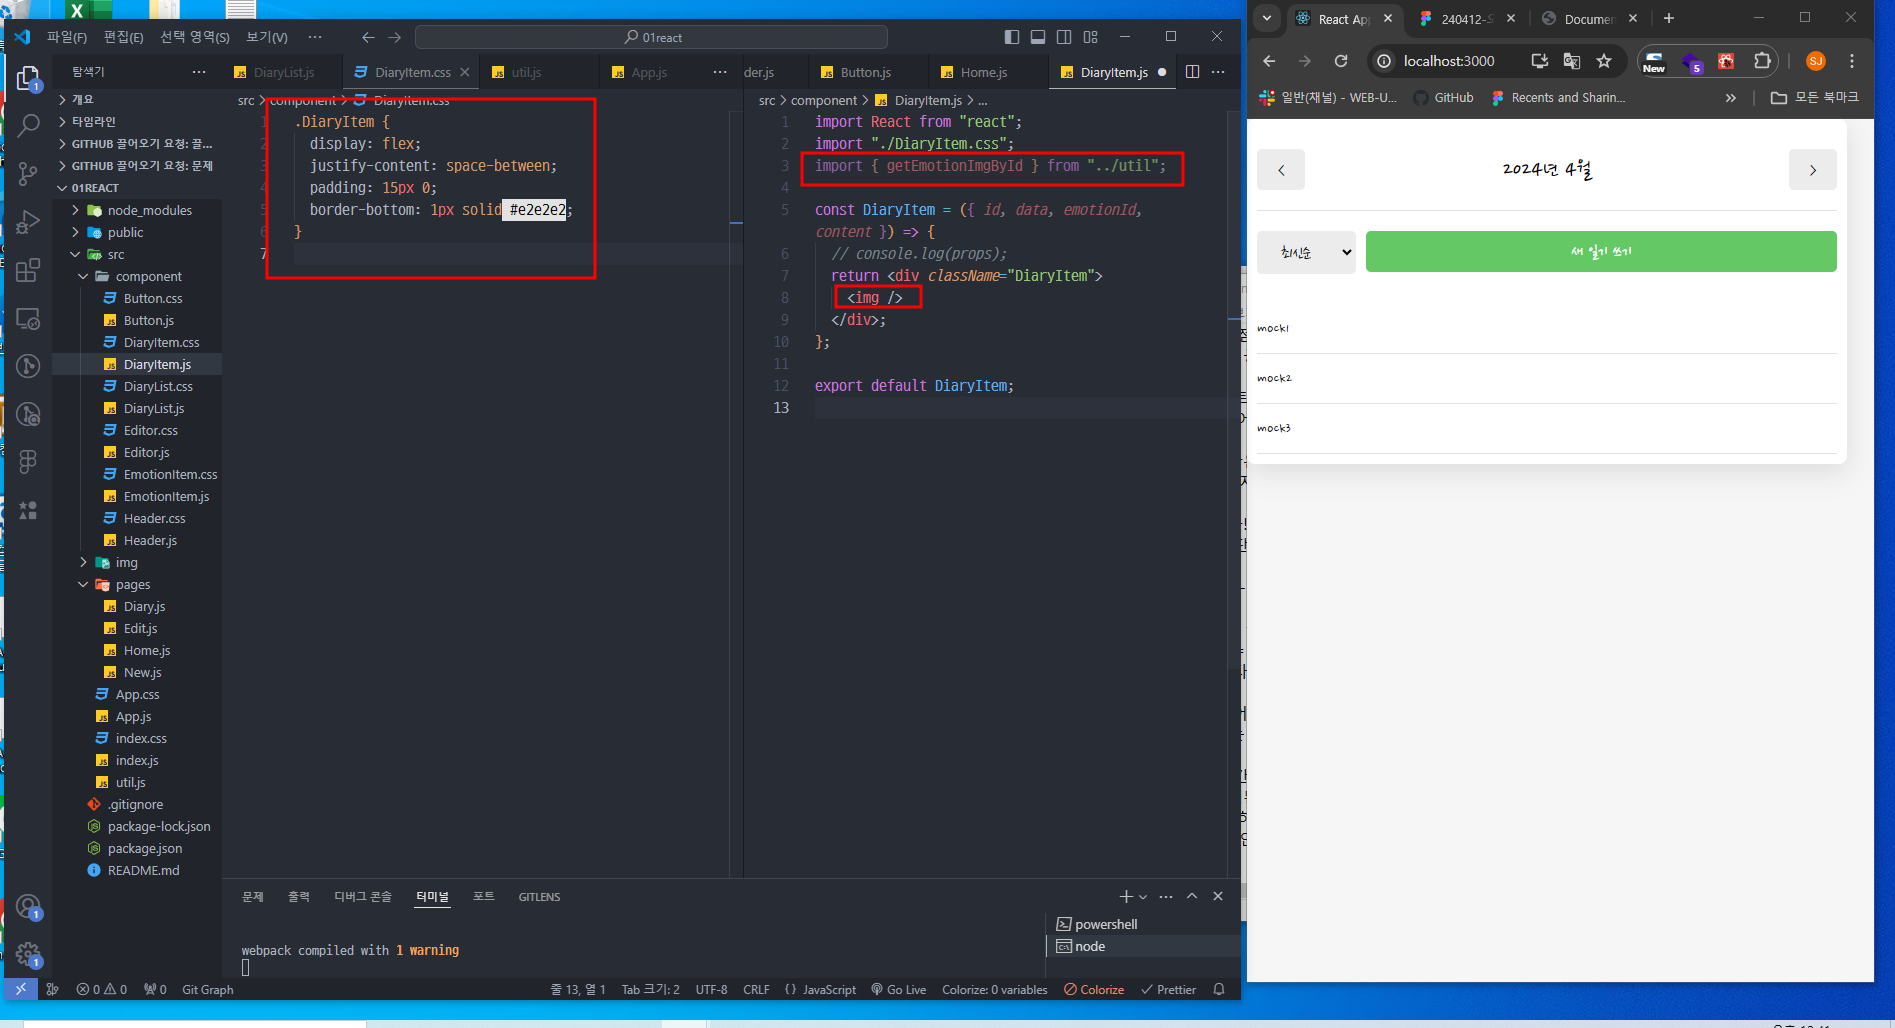 파일(F) 편집(E) 선택 영역(S) 보기(V) ··· 01react
탐색기 ···
개요
타임라인
GITHUB 끌어오기 요청: 끌...
GITHUB 끌어오기 요청: 문제
01REACT
node_modules
public
src
component
Button.css
Button.js
DiaryItem.css
DiaryItem.js
DiaryList.css
DiaryList.js
Editor.css
Editor.js
EmotionItem.css
EmotionItem.js
Header.css
Header.js
img
pages
Diary.js
Edit.js
Home.js
New.js
App.css
App.js
index.css
index.js
util.js
.gitignore
package-lock.json
package.json
README.md
DiaryList.js DiaryItem.css util.js App.js ···
src > component > DiaryItem.css
1 .DiaryItem {
2 display: flex;
3 justify-content: space-between;
4 padding: 15px 0;
5 border-bottom: 1px solid #e2e2e2;
6 }
7
der.js Button.js Home.js DiaryItem.js ···
src > component > DiaryItem.js > ...
1 import React from "react";
2 import "./DiaryItem.css";
3 import { getEmotionImgById } from "../util";
4
5 const DiaryItem = ({ id, data, emotionId,
content }) => {
6 // console.log(props);
7 return <div className="DiaryItem">
8 <img />
9 </div>;
10 };
11
12 export default DiaryItem;
13
문제 출력 디버그 콘솔 터미널 포트 GITLENS
webpack compiled with 1 warning
powershell
node
0 0 0 Git Graph 줄 13, 열 1 Tab 크기: 2 UTF-8 CRLF {} JavaScript Go Live Colorize: 0 variables Colorize Prettier
React Ap 240412- Documen
localhost:3000 New 5 SJ
일반(채널) - WEB-U... GitHub Recents and Sharin... 모든 북마크
2024년 4월
최신순 새 일기 쓰기
mock1
mock2
mock3